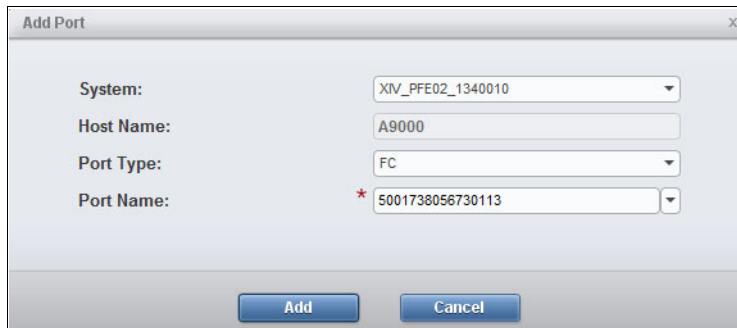 Add Port x
System: XIV_PFE02_1340010
Host Name: A9000
Port Type: FC
Port Name: * 5001738056730113
Add Cancel